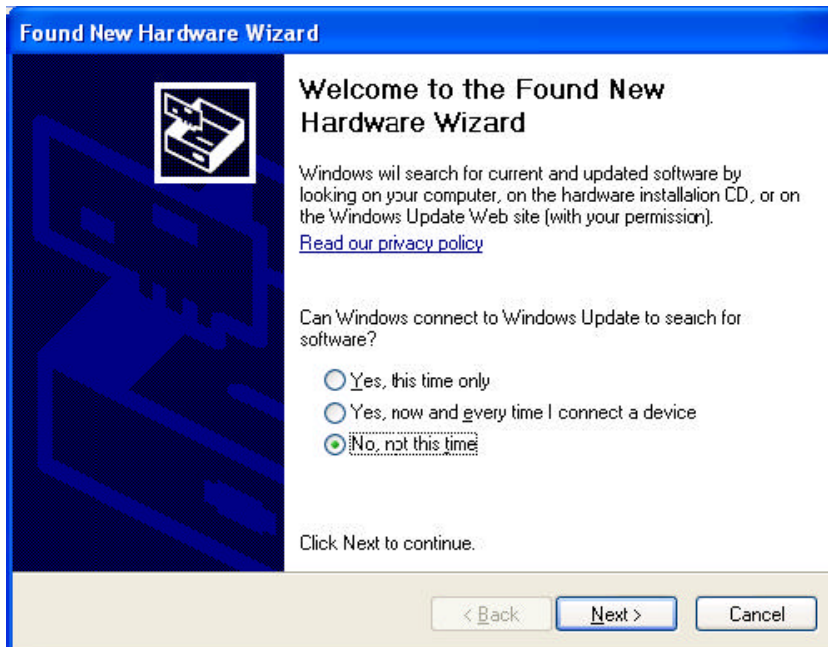 Found New Hardware Wizard
Welcome to the Found New
Hardware Wizard
Windows will search for current and updated software by
looking on your computer, on the hardware installation CD, or on
the Windows Update Web site (with your permission).
Read our privacy policy
Can Windows connect to Windows Update to search for
software?
Yes, this time only
Yes, now and every time I connect a device
No, not this time
Click Next to continue.
< Back
Next >
Cancel